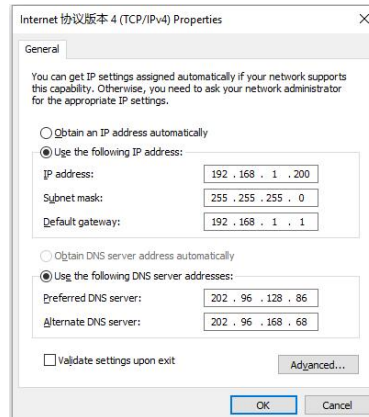 Internet 协议版本 4 (TCP/IPv4) Properties
General
You can get IP settings assigned automatically if your network supports
this capability. Otherwise, you need to ask your network administrator
for the appropriate IP settings.
Obtain an IP address automatically
Use the following IP address:
IP address: 192 . 168 . 1 . 200
Subnet mask: 255 . 255 . 255 . 0
Default gateway: 192 . 168 . 1 . 1
Obtain DNS server address automatically
Use the following DNS server addresses:
Preferred DNS server: 202 . 96 . 128 . 86
Alternate DNS server: 202 . 96 . 168 . 68
Validate settings upon exit
Advanced...
OK Cancel